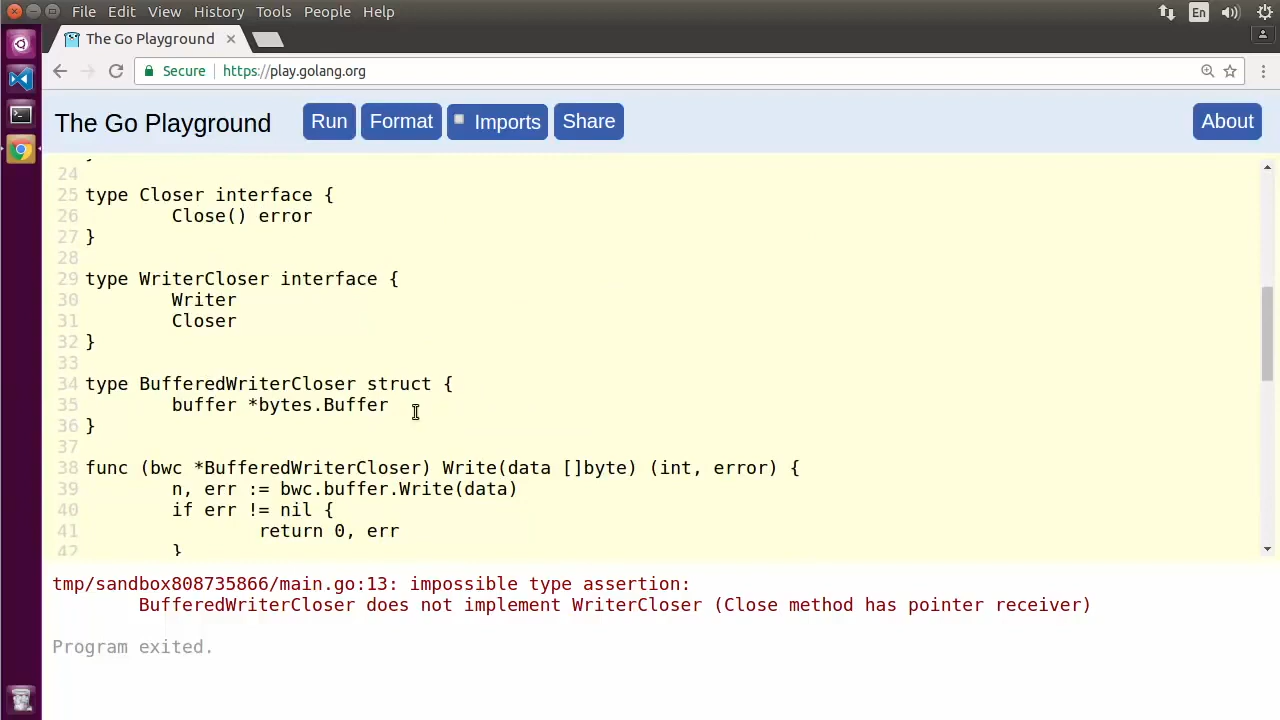 File Edit View History Tools People Help
En
The Go Playground
Secure https://play.golang.org
The Go Playground Run Format Imports Share About
24
25 type Closer interface {
26 Close() error
27 }
28
29 type WriterCloser interface {
30 Writer
31 Closer
32 }
33
34 type BufferedWriterCloser struct {
35 buffer *bytes.Buffer
36 }
37
38 func (bwc *BufferedWriterCloser) Write(data []byte) (int, error) {
39 n, err := bwc.buffer.Write(data)
40 if err != nil {
41 return 0, err
42 }
tmp/sandbox808735866/main.go:13: impossible type assertion:
BufferedWriterCloser does not implement WriterCloser (Close method has pointer receiver)
Program exited.